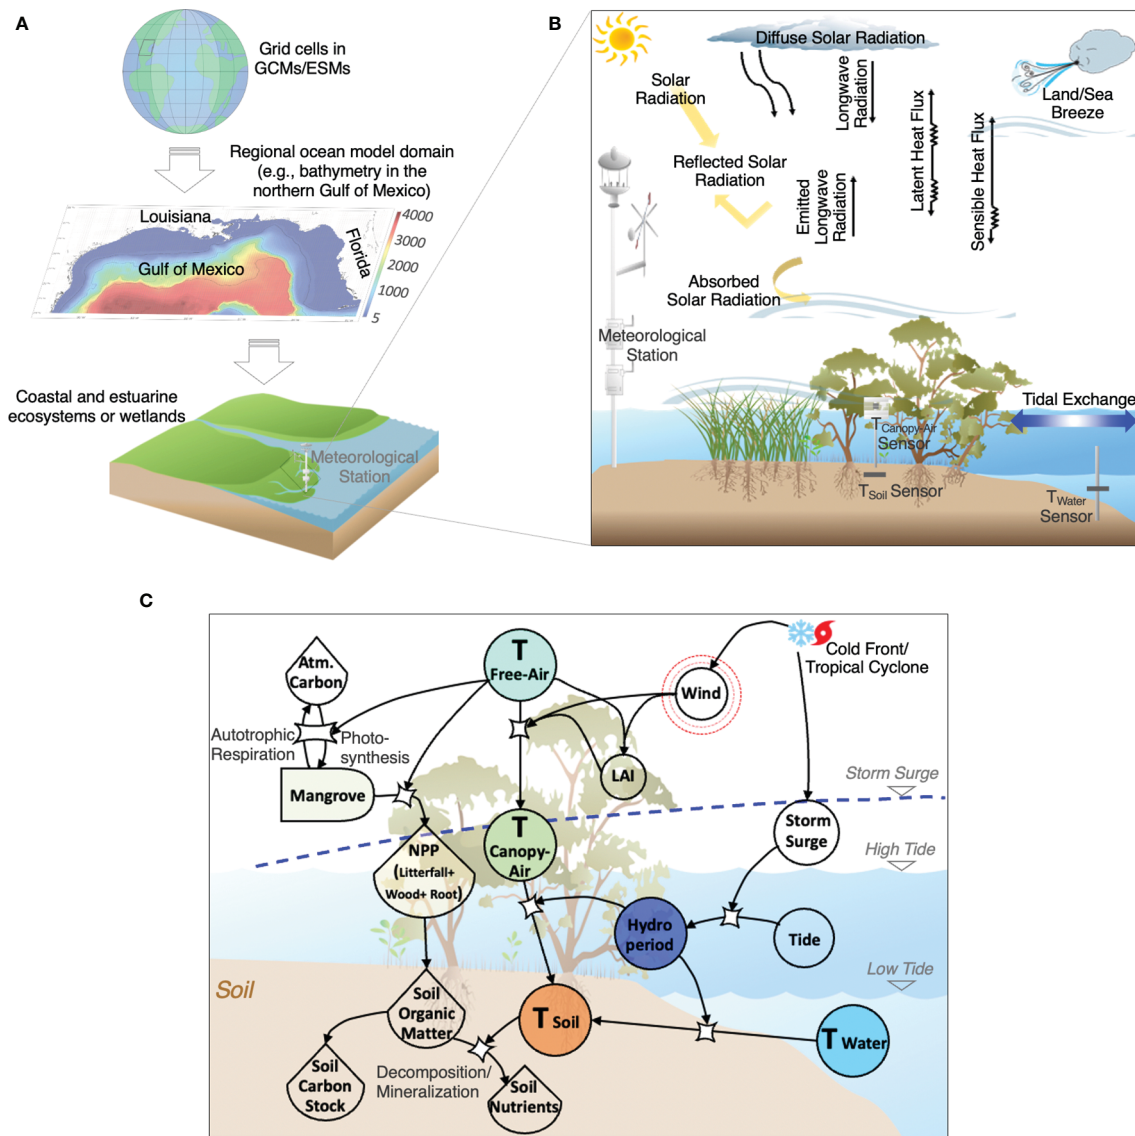 A
Grid cells in
GCMs/ESMs
Regional ocean model domain
(e.g., bathymetry in the
northern Gulf of Mexico)
Louisiana
Gulf of Mexico
Florida
4000
3000
2000
1000
5
Coastal and estuarine
ecosystems or wetlands
Meteorological
Station
B
Diffuse Solar Radiation
Solar
Radiation
Longwave
Radiation
Latent Heat Flux
Sensible Heat Flux
Land/Sea
Breeze
Reflected Solar
Radiation
Emitted
Longwave
Radiation
Absorbed
Solar Radiation
Meteorological
Station
Tidal Exchange
TCanopy-Air
Sensor
TSoil Sensor
TWater
Sensor
C
Atm.
Carbon
T
Free-Air
Wind
Cold Front/
Tropical Cyclone
Autotrophic
Respiration
Photo-
synthesis
Mangrove
LAI
Storm Surge
T
Canopy-
Air
Storm
Surge
NPP
(Litterfall+
Wood+ Root)
High Tide
Hydro
period
Tide
Low Tide
Soil
Soil
Organic
Matter
T Soil
T Water
Decomposition/
Mineralization
Soil
Carbon
Stock
Soil
Nutrients